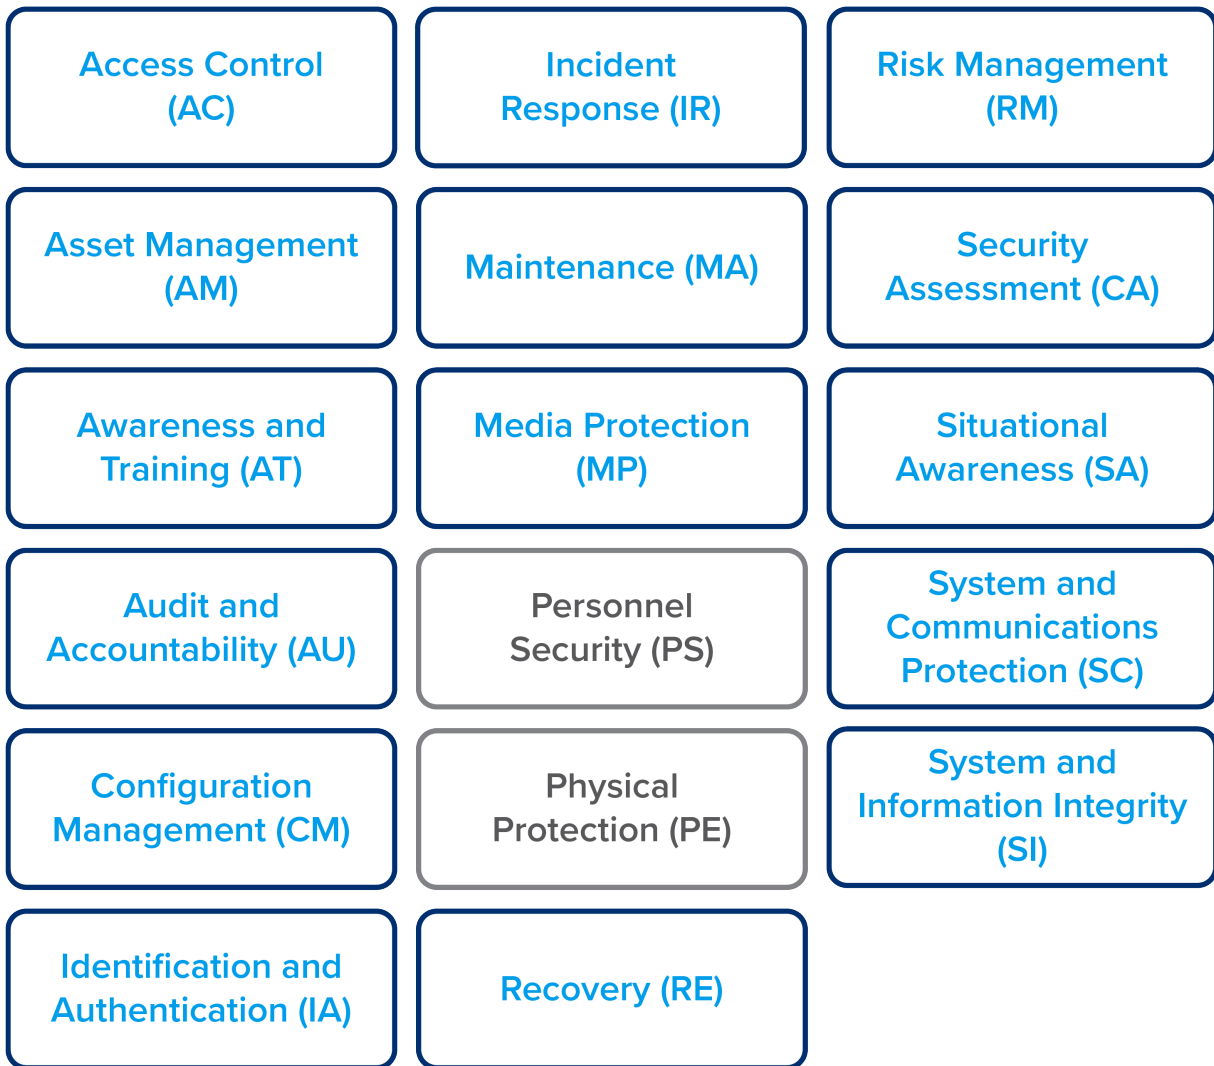 Access Control
(AC)
Asset Management
(AM)
Awareness and
Training (AT)
Audit and
Accountability (AU)
Configuration
Management (CM)
Identification and
Authentication (IA)
Incident
Response (IR)
Maintenance (MA)
Media Protection
(MP)
Personnel
Security (PS)
Physical
Protection (PE)
Recovery (RE)
Risk Management
(RM)
Security
Assessment (CA)
Situational
Awareness (SA)
System and
Communications
Protection (SC)
System and
Information Integrity
(SI)